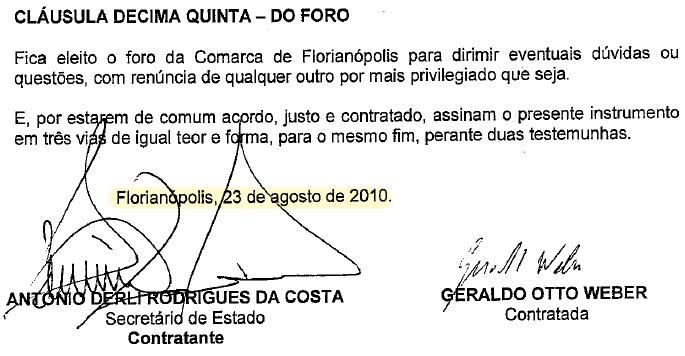 CLÁUSULA DECIMA QUINTA – DO FORO
Fica eleito o foro da Comarca de Florianópolis para dirimir eventuais dúvidas ou
questões, com renúncia de qualquer outro por mais privilegiado que seja.
E, por estarem de comum acordo, justo e contratado, assinam o presente instrumento
em três vias de igual teor e forma, para o mesmo fim, perante duas testemunhas.
Florianópolis, 23 de agosto de 2010.
ANTONIO DERLI RODRIGUES DA COSTA
Secretário de Estado
Contratante
GERALDO OTTO WEBER
Contratada